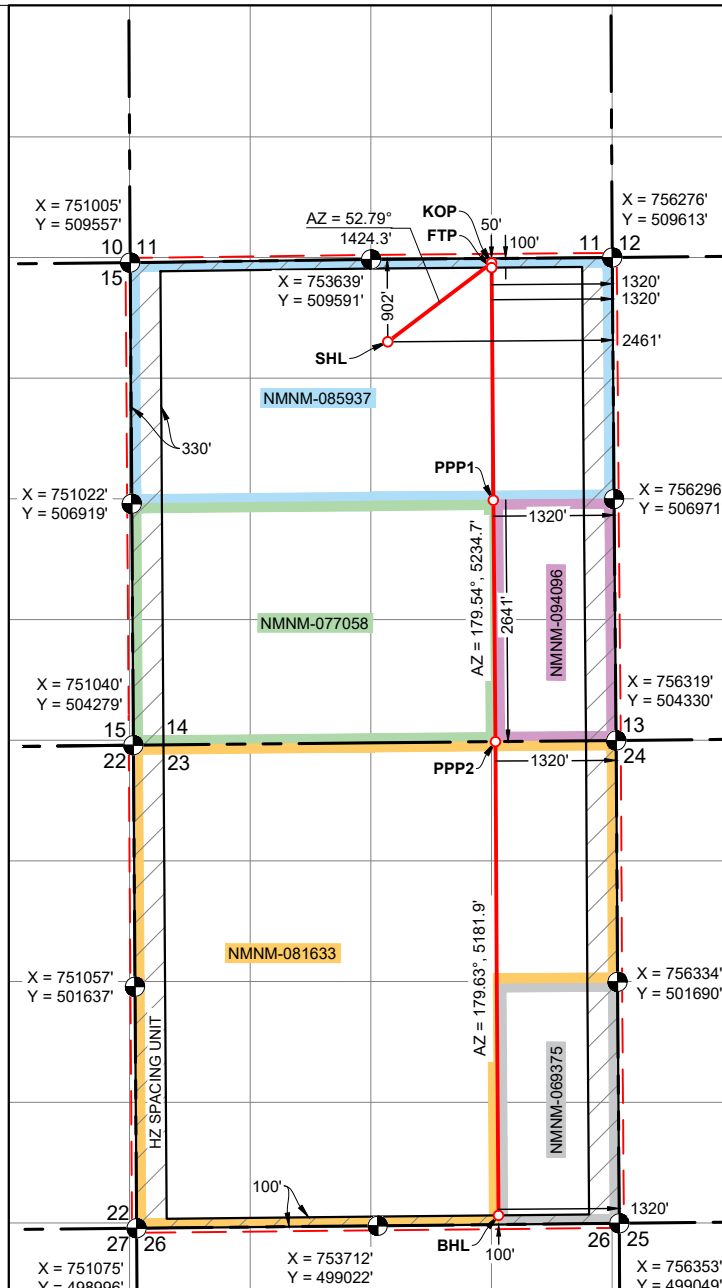 X = 751005'
Y = 509557'
AZ = 52.79°
1424.3'
KOP
FTP
50'
100'
X = 756276'
Y = 509613'
10
11
11
12
15
X = 753639'
Y = 509591'
902'
1320'
1320'
SHL
2461'
NMNM-085937
330'
PPP1
X = 751022'
Y = 506919'
X = 756296'
Y = 506971'
1320'
AZ = 179.54°, 5234.7'
2641'
NMNM-094096
NMNM-077058
X = 751040'
Y = 504279'
X = 756319'
Y = 504330'
15
14
13
22
23
24
PPP2
1320'
NMNM-081633
AZ = 179.63°, 5181.9'
X = 751057'
Y = 501637'
X = 756334'
Y = 501690'
HZ SPACING UNIT
NMNM-069375
100'
1320'
22
27
26
BHL
100'
26
25
X = 751075'
Y = 498996'
X = 753712'
Y = 499022'
X = 756353'
Y = 499049'